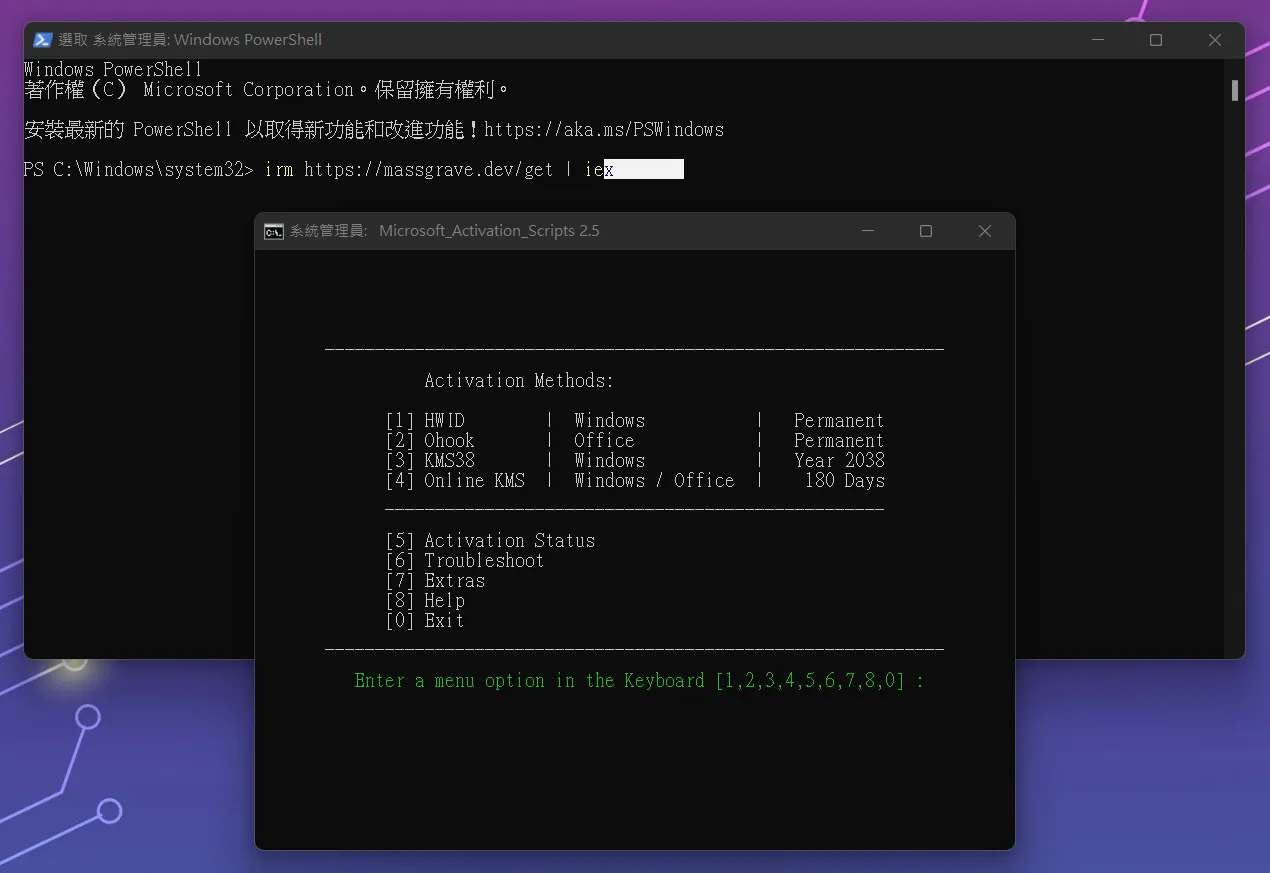 選取 系統管理員: Windows PowerShell
Windows PowerShell
著作權 (C) Microsoft Corporation。保留擁有權利。
安裝最新的 PowerShell 以取得新功能和改進功能！https://aka.ms/PSWindows
PS C:\Windows\system32> irm https://massgrave.dev/get | iex
系統管理員: Microsoft_Activation_Scripts 2.5
Activation Methods:
[1] HWID | Windows | Permanent
[2] Ohook | Office | Permanent
[3] KMS38 | Windows | Year 2038
[4] Online KMS | Windows / Office | 180 Days
[5] Activation Status
[6] Troubleshoot
[7] Extras
[8] Help
[0] Exit
Enter a menu option in the Keyboard [1,2,3,4,5,6,7,8,0] :